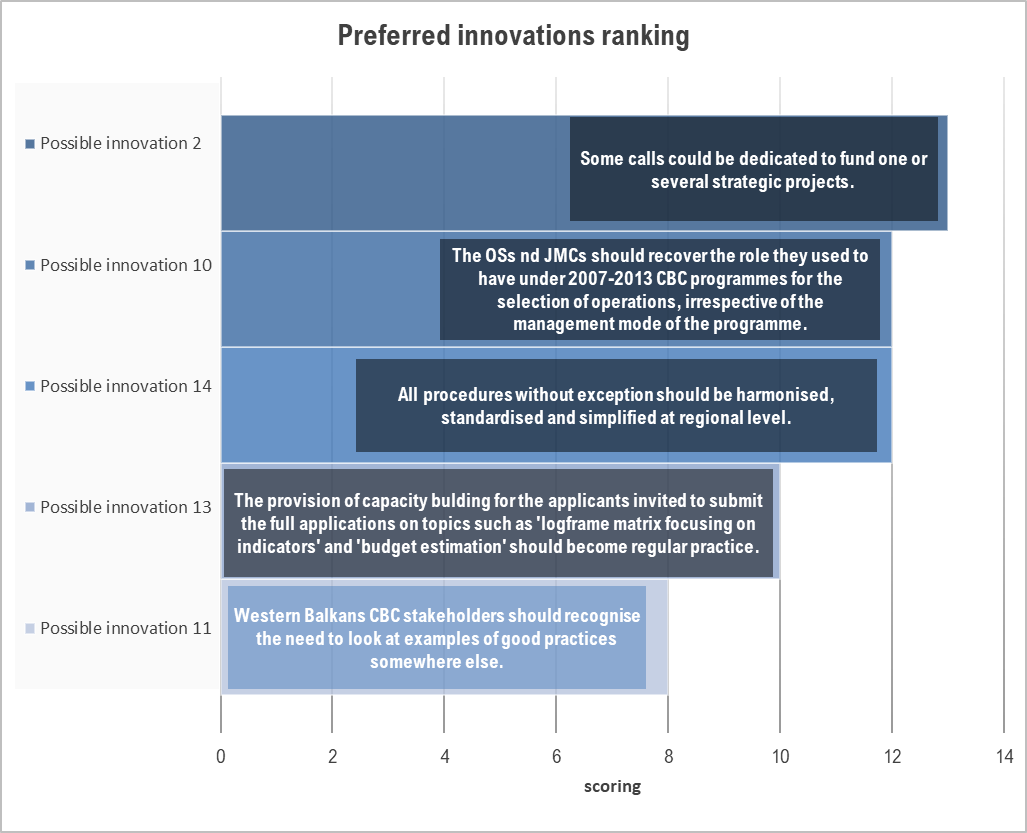 Preferred innovations ranking
Possible innovation 2
Some calls could be dedicated to fund one or
several strategic projects.
Possible innovation 10
The OSs nd JMCs should recover the role they used to
have under 2007-2013 CBC programmes for the
selection of operations, irrespective of the
management mode of the programme.
Possible innovation 14
All procedures without exception should be harmonised,
standardised and simplified at regional level.
Possible innovation 13
The provision of capacity bulding for the applicants invited to submit
the full applications on topics such as 'logframe matrix focusing on
indicators' and 'budget estimation' should become regular practice.
Possible innovation 11
Western Balkans CBC stakeholders should recognise
the need to look at examples of good practices
somewhere else.
0 2 4 6 8 10 12 14
scoring